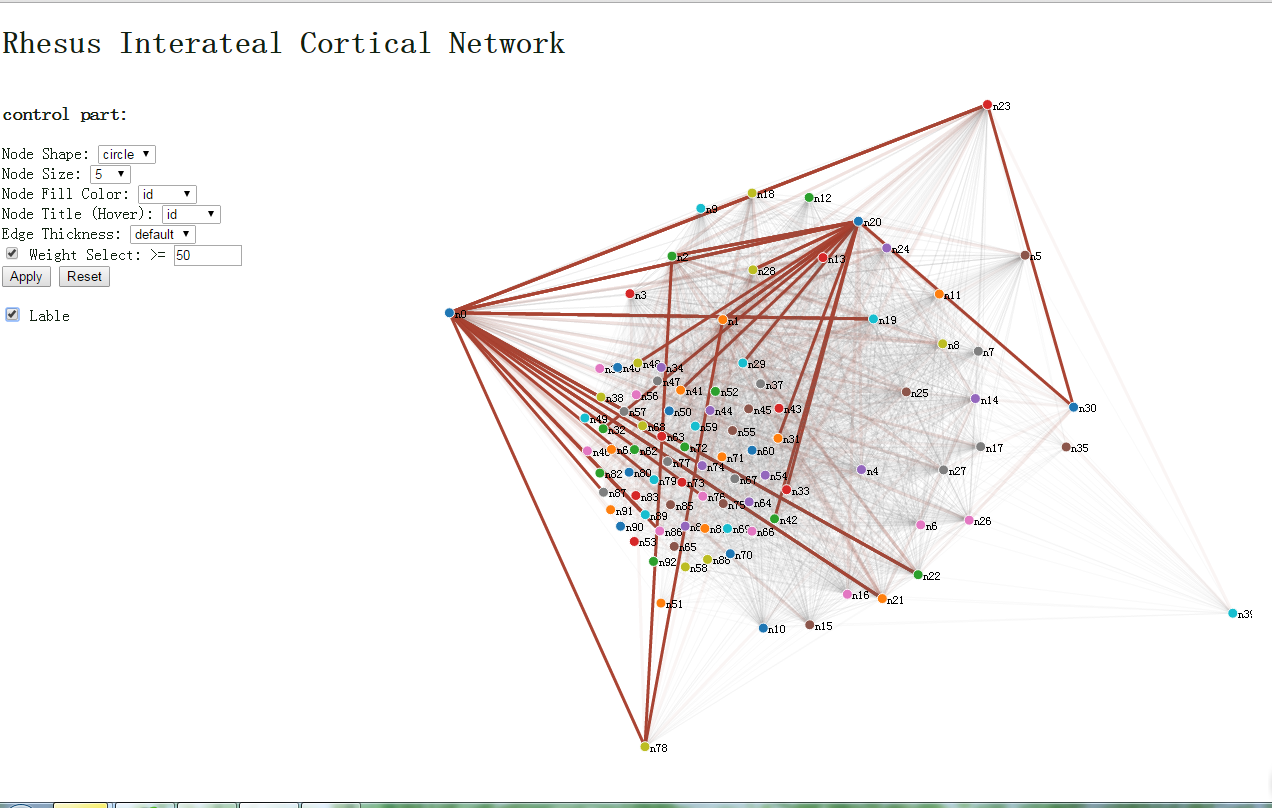 Rhesus Interateal Cortical Network
control part:
Node Shape: circle
Node Size: 5
Node Fill Color: id
Node Title (Hover): id
Edge Thickness: default
Weight Select: >= 50
Apply Reset
Lable
n23
n18
n12
n9
n20
n24
n2
n5
n13
n28
n3
n11
n0
n1
n19
n8
n7
n48
n34
n29
n47
n37
n38
n56
n41
n52
n25
n14
n30
n57
n50
n44
n45
n43
n49
n32
n68
n59
n55
n63
n31
n35
n62
n72
n60
n17
n71
n77
n74
n4
n27
n82
n80
n79
n73
n67
n54
n33
n87
n83
n76
n85
n75
n64
n91
n89
n42
n6
n26
n90
n86
n69
n66
n53
n65
n70
n92
n58
n88
n22
n16
n21
n51
n10
n15
n39
n78